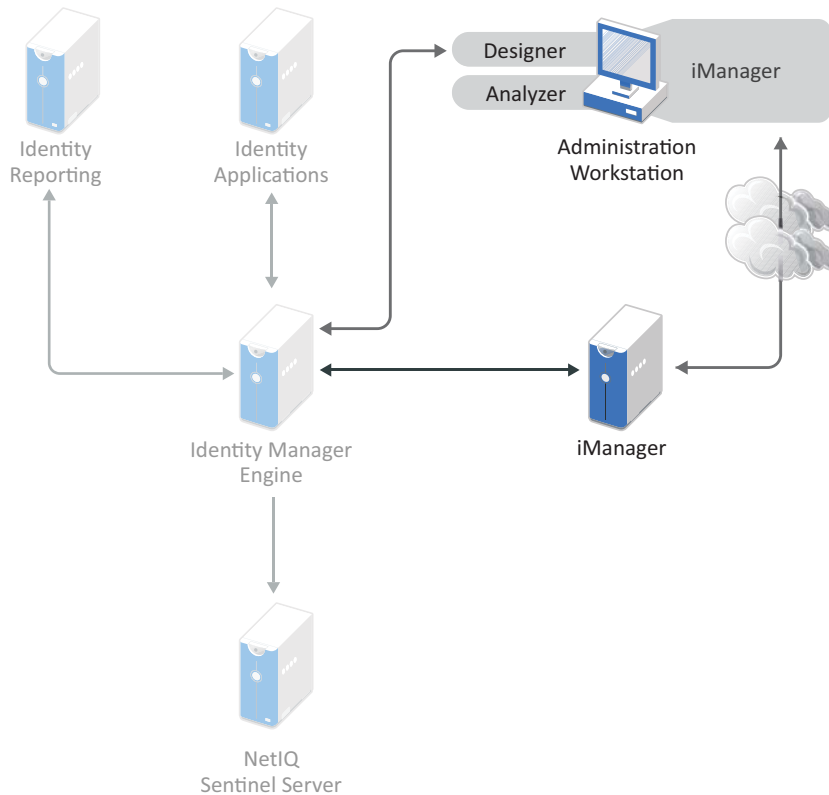 Designer
Analyzer
iManager
Identity
Reporting
Identity
Applications
Administration
Workstation
Identity Manager
Engine
iManager
NetIQ
Sentinel Server